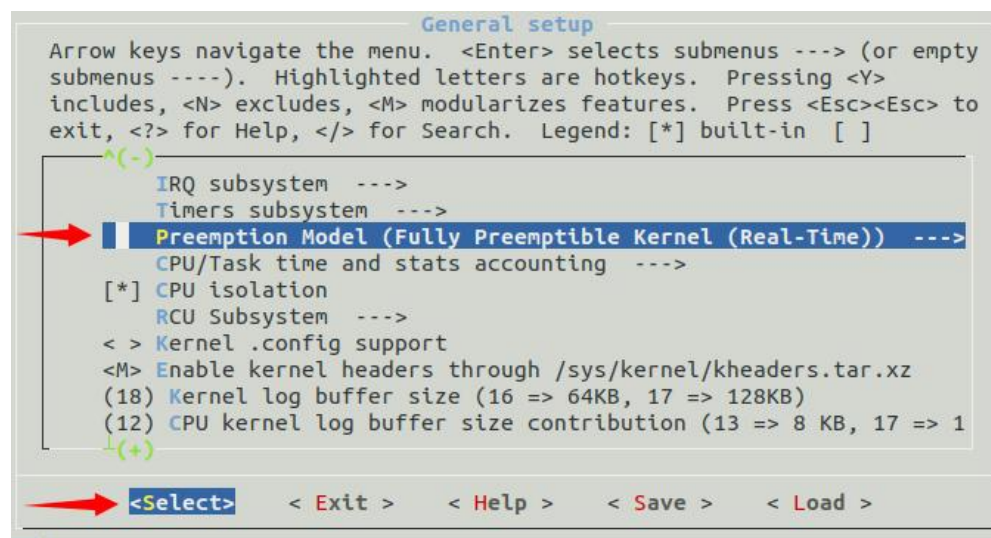 General setup
Arrow keys navigate the menu.  <Enter> selects submenus ---> (or empty
submenus ----).  Highlighted letters are hotkeys.  Pressing <Y>
includes, <N> excludes, <M> modularizes features.  Press <Esc><Esc> to
exit, <?> for Help, </> for Search.  Legend: [*] built-in  [ ]
^(-)
IRQ subsystem  --->
Timers subsystem  --->
Preemption Model (Fully Preemptible Kernel (Real-Time))  --->
CPU/Task time and stats accounting  --->
[*] CPU isolation
RCU Subsystem  --->
< > Kernel .config support
<M> Enable kernel headers through /sys/kernel/kheaders.tar.xz
(18) Kernel log buffer size (16 => 64KB, 17 => 128KB)
(12) CPU kernel log buffer size contribution (13 => 8 KB, 17 => 1
┴(+)
<Select>    < Exit >    < Help >    < Save >    < Load >